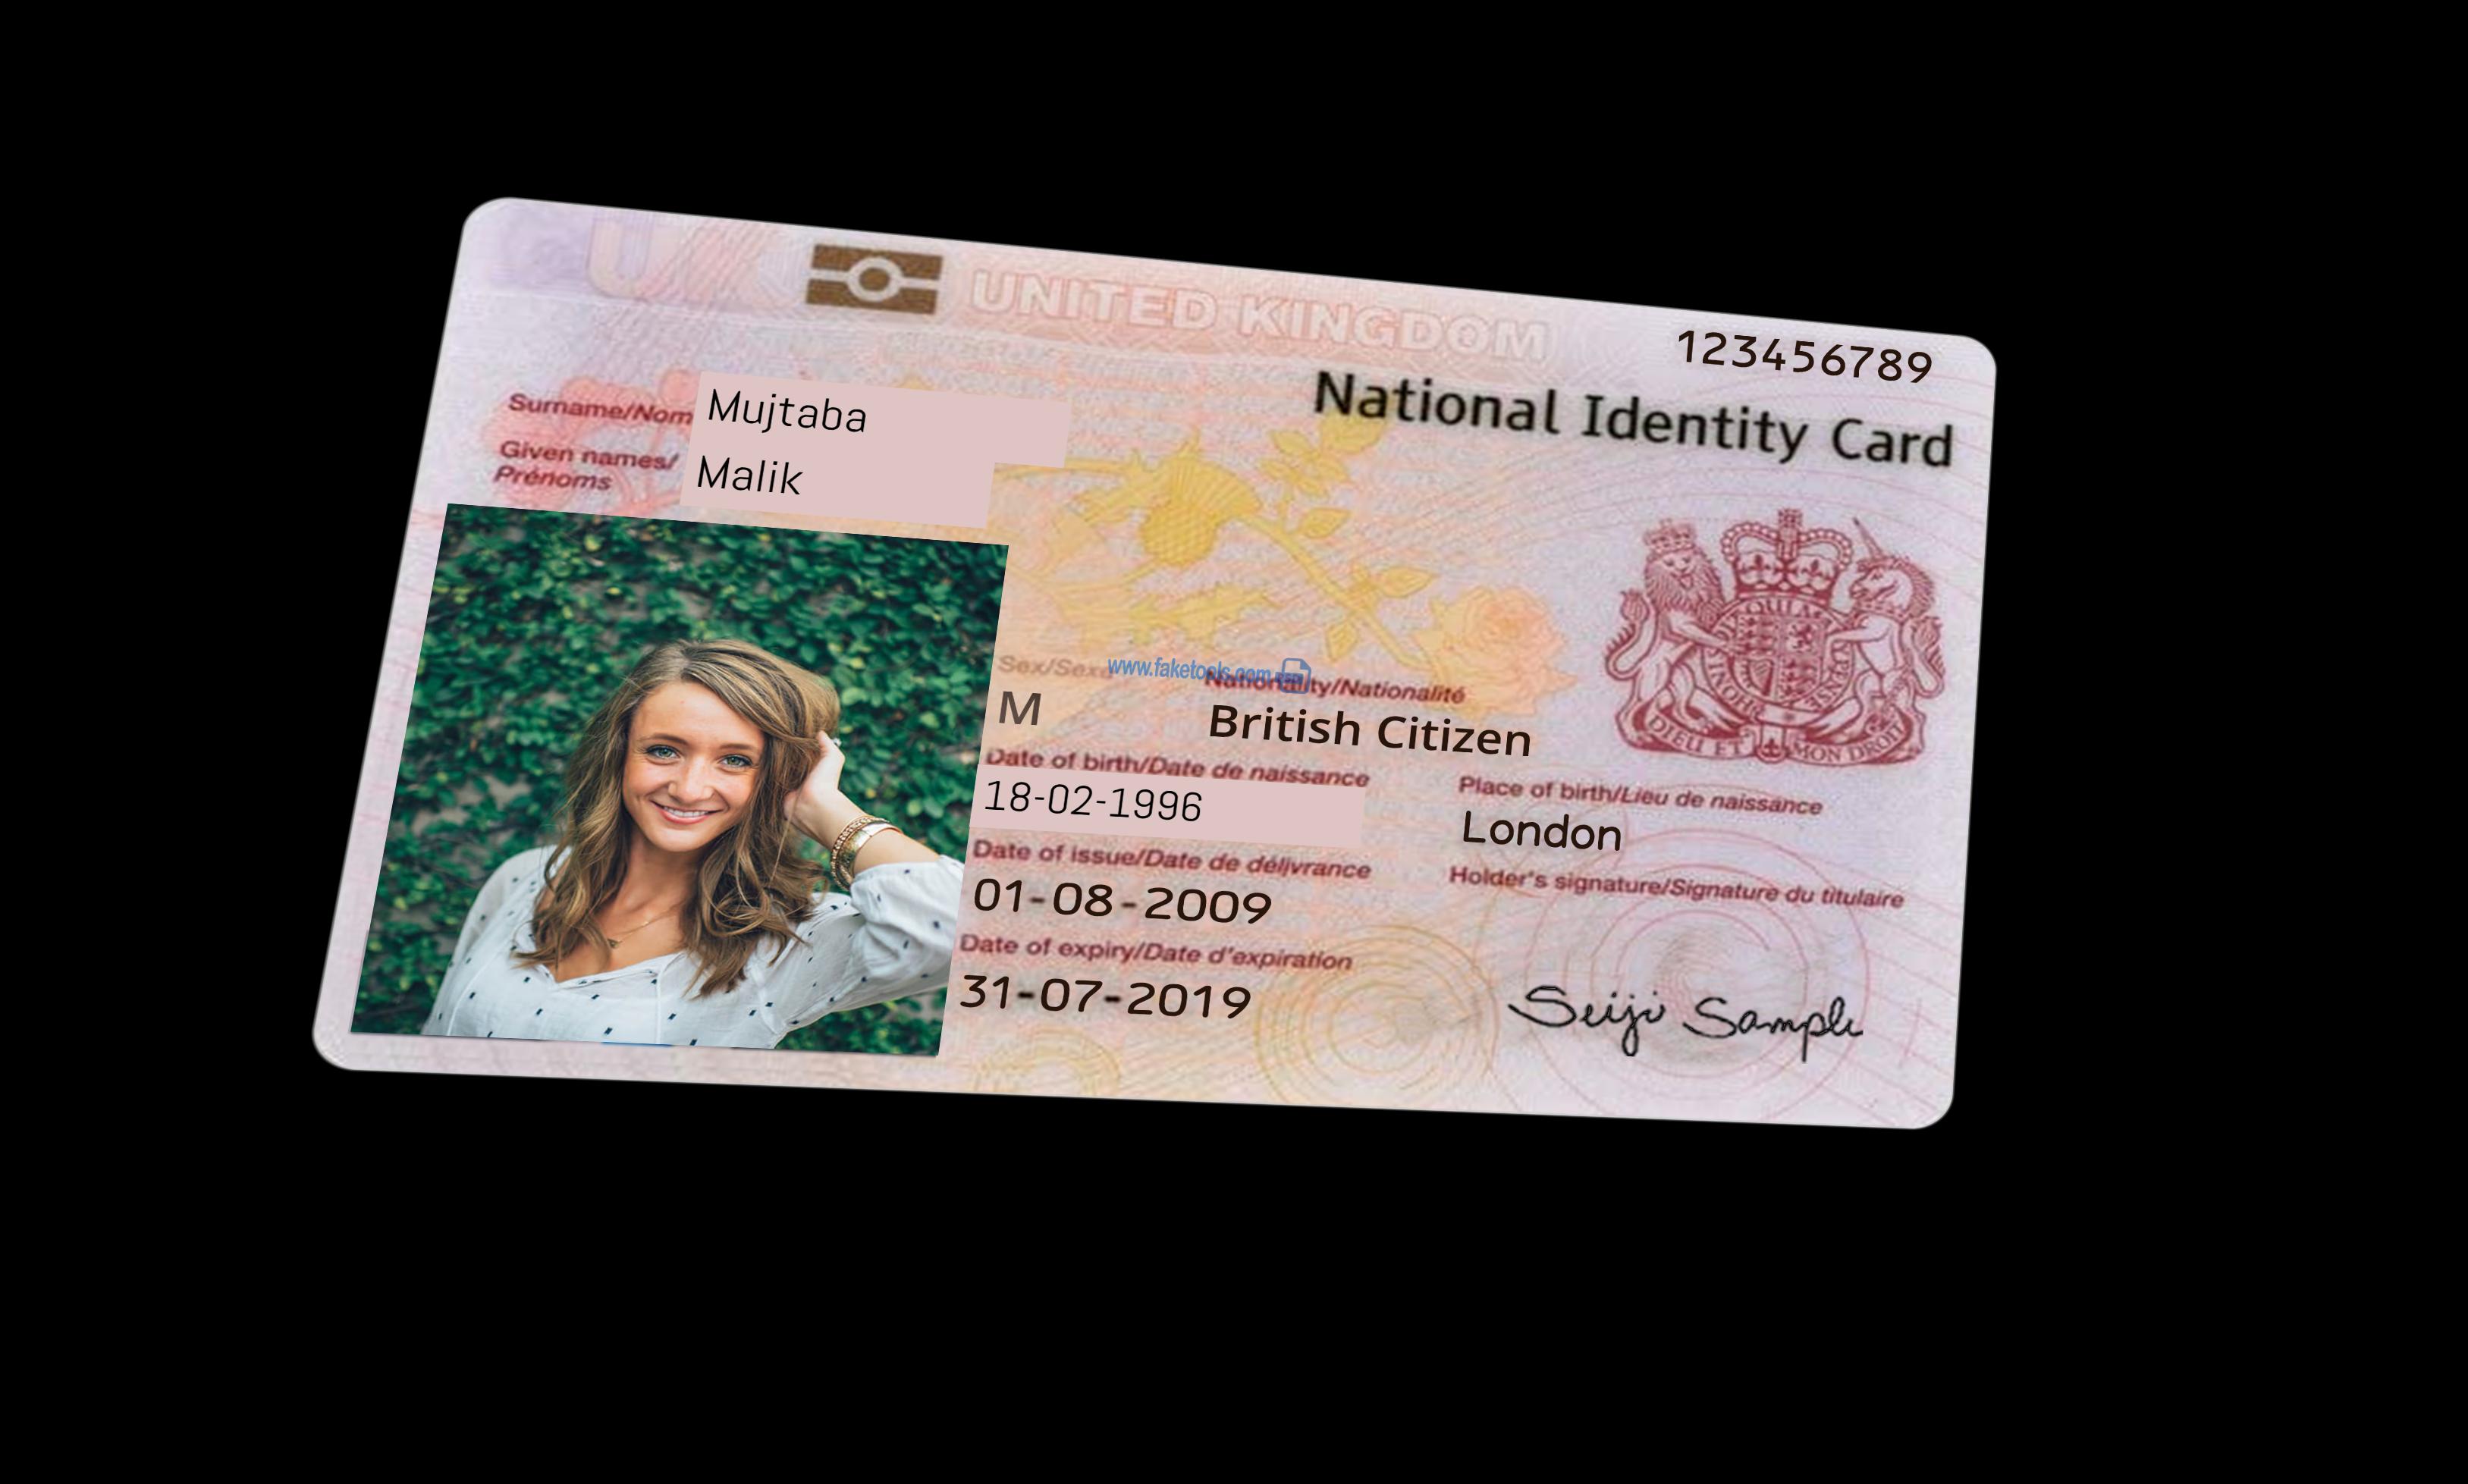 UK UNITED KINGDOM
123456789
National Identity Card
Surname/Nom Mujtaba
Given names/
Prénoms
Malik
Sex/Sexe
www.faketools.com
Nationality/Nationalité
M
British Citizen
Date of birth/Date de naissance
18-02-1996
Place of birth/Lieu de naissance
London
Date of issue/Date de délivrance
01-08-2009
Holder's signature/Signature du titulaire
Date of expiry/Date d'expiration
31-07-2019
Seiji Sample
DIEU ET MON DROIT